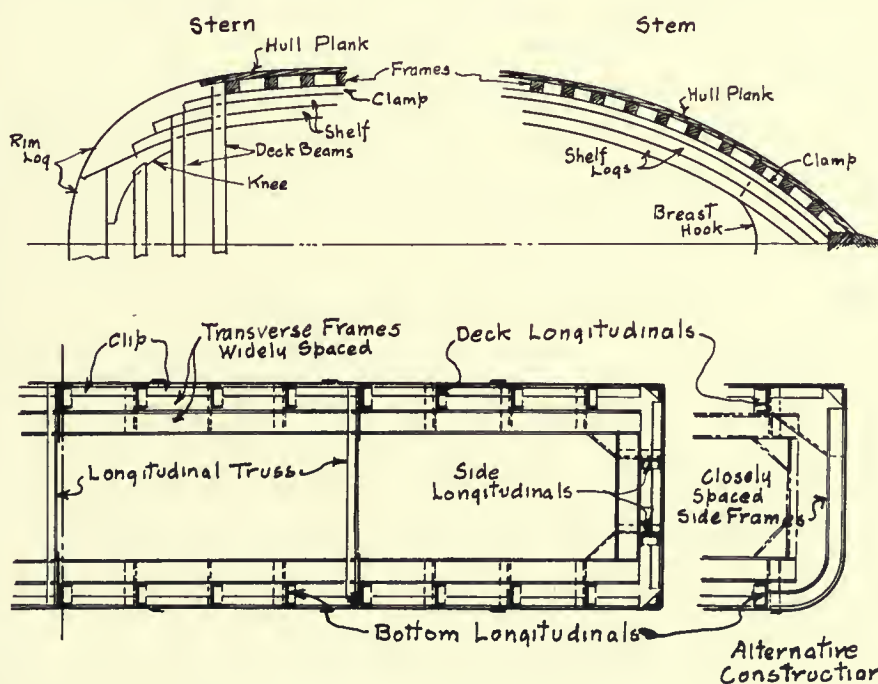 Stern
Stem
Hull Plank
Frames
Clamp
Shelf
Rim
Log
Deck Beams
Knee
Hull Plank
Clamp
Shelf
Logs
Breast
Hook
Clip
Transverse Frames
Widely Spaced
Deck Longitudinals
Longitudinal Truss
Side
Longitudinals
Closely
Spaced
Side Frames
Bottom Longitudinals
Alternative
Construction